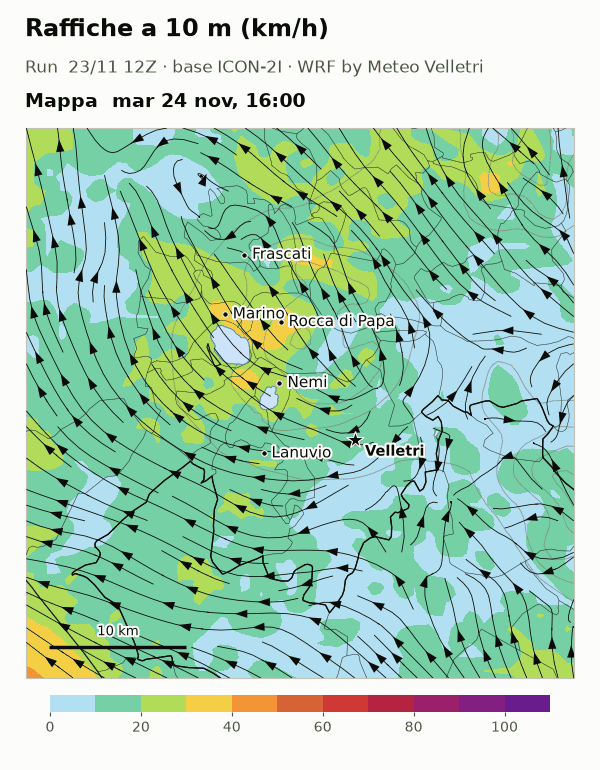 Raffiche a 10 m (km/h)
Run  23/11 12Z · base ICON-2I · WRF by Meteo Velletri
Mappa  mar 24 nov, 16:00
Frascati
Marino
Rocca di Papa
Nemi
Velletri
Lanuvio
10 km
0 20 40 60 80 100